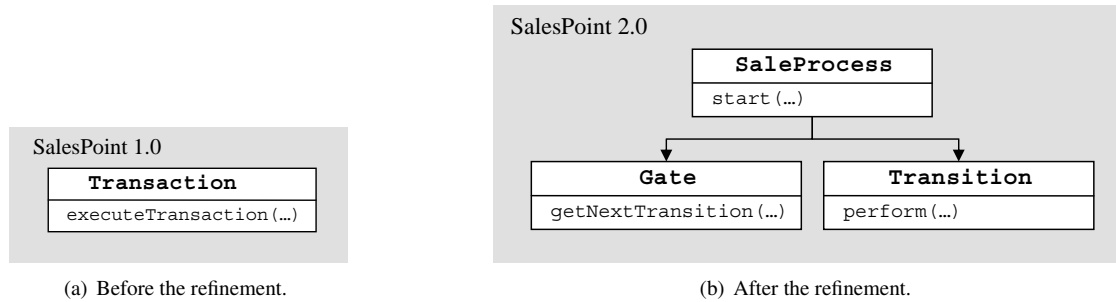 SalesPoint 1.0
Transaction
executeTransaction(…)
(a) Before the refinement.
SalesPoint 2.0
SaleProcess
start(…)
Gate
getNextTransition(…)
Transition
perform(…)
(b) After the refinement.